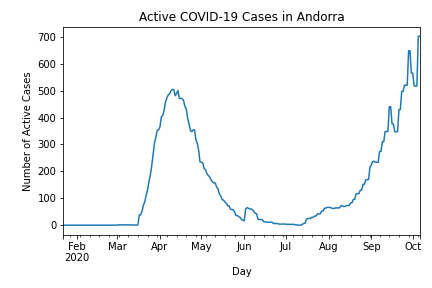 Active COVID-19 Cases in Andorra
Number of Active Cases
700
600
500
400
300
200
100
0
Feb Mar Apr May Jun Jul Aug Sep Oct
2020
Day